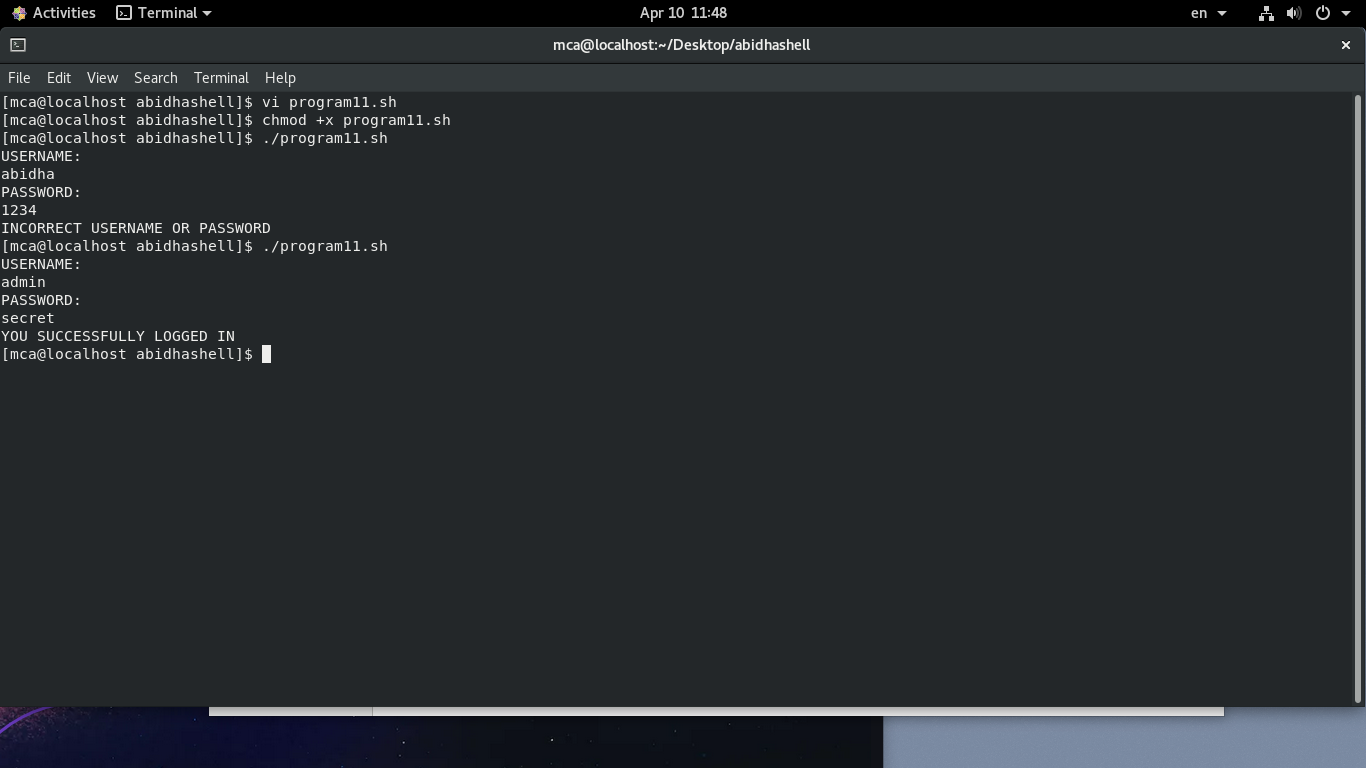 Activities Terminal Apr 10 11:48 en
mca@localhost:~/Desktop/abidhashell
File Edit View Search Terminal Help
[mca@localhost abidhashell]$ vi program11.sh
[mca@localhost abidhashell]$ chmod +x program11.sh
[mca@localhost abidhashell]$ ./program11.sh
USERNAME:
abidha
PASSWORD:
1234
INCORRECT USERNAME OR PASSWORD
[mca@localhost abidhashell]$ ./program11.sh
USERNAME:
admin
PASSWORD:
secret
YOU SUCCESSFULLY LOGGED IN
[mca@localhost abidhashell]$